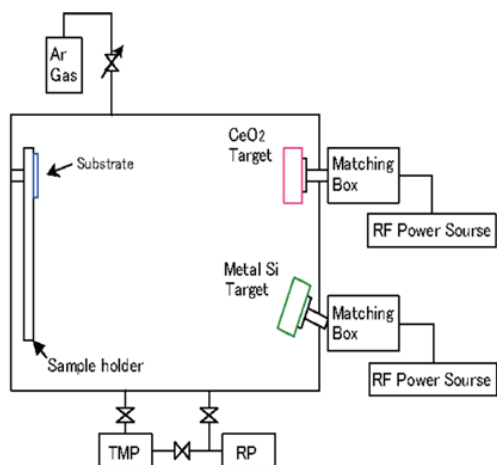 Ar
Gas
CeO2
Target
Substrate
Matching
Box
RF Power Sourse
Metal Si
Target
Matching
Box
Sample holder
RF Power Sourse
TMP
RP